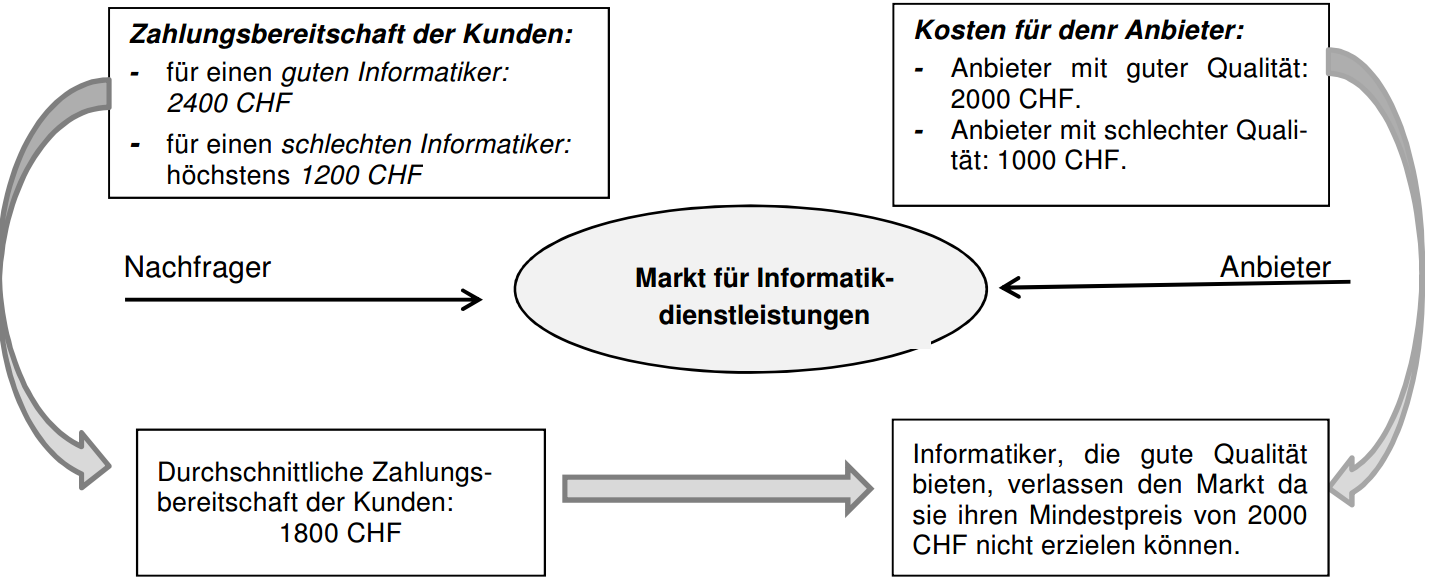 Zahlungsbereitschaft der Kunden:
- für einen guten Informatiker:
2400 CHF
- für einen schlechten Informatiker:
höchstens 1200 CHF
Kosten für denr Anbieter:
- Anbieter mit guter Qualität:
2000 CHF.
- Anbieter mit schlechter Quali-
tät: 1000 CHF.
Nachfrager
Markt für Informatik-
dienstleistungen
Anbieter
Durchschnittliche Zahlungs-
bereitschaft der Kunden:
1800 CHF
Informatiker, die gute Qualität
bieten, verlassen den Markt da
sie ihren Mindestpreis von 2000
CHF nicht erzielen können.